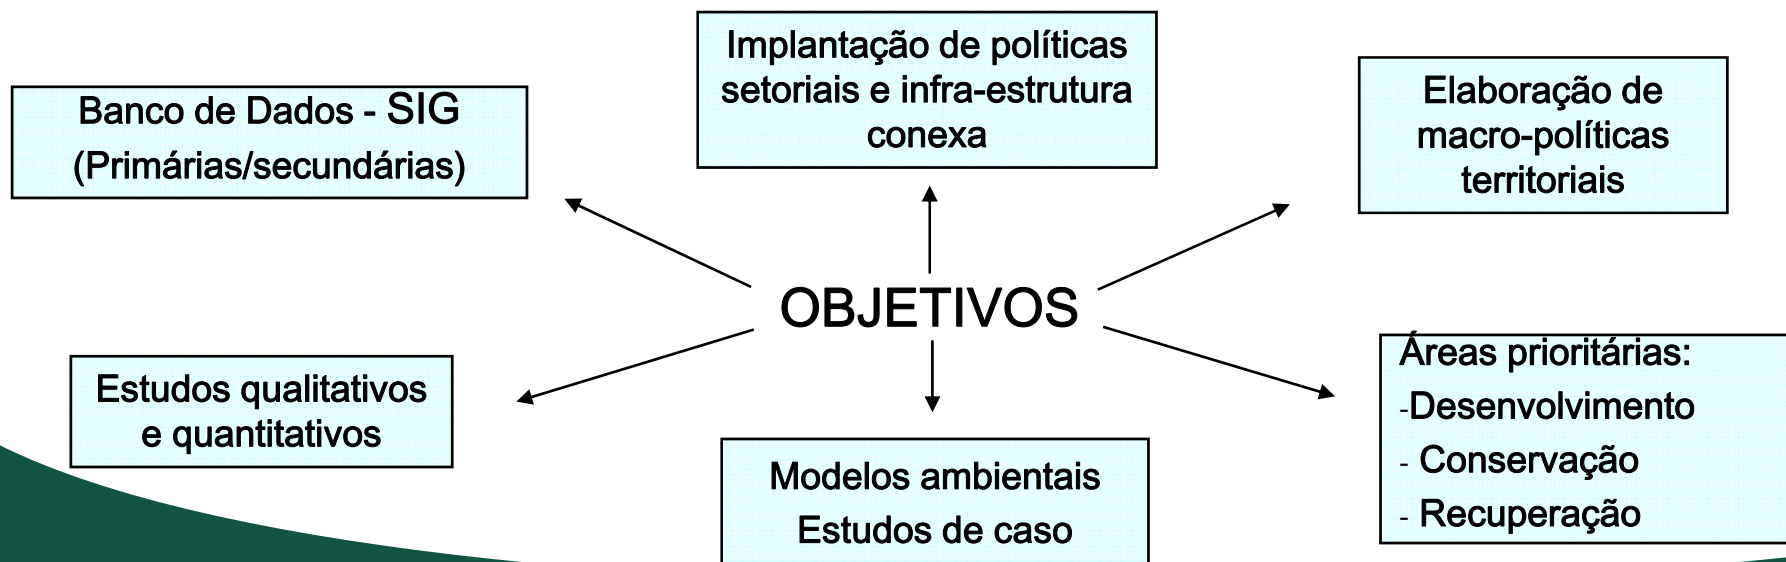 Implantação de políticas
setoriais e infra-estrutura
conexa
Banco de Dados - SIG
(Primárias/secundárias)
Elaboração de
macro-políticas
territoriais
OBJETIVOS
Estudos qualitativos
e quantitativos
Modelos ambientais
Estudos de caso
Áreas prioritárias:
-Desenvolvimento
- Conservação
- Recuperação